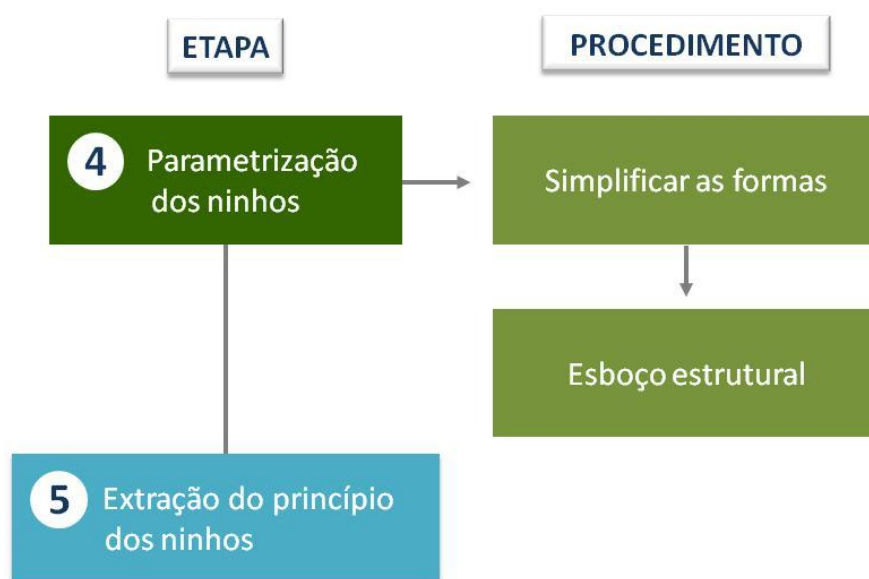 ETAPA
PROCEDIMENTO
4 Parametrização
dos ninhos
Simplificar as formas
Esboço estrutural
5 Extração do princípio
dos ninhos